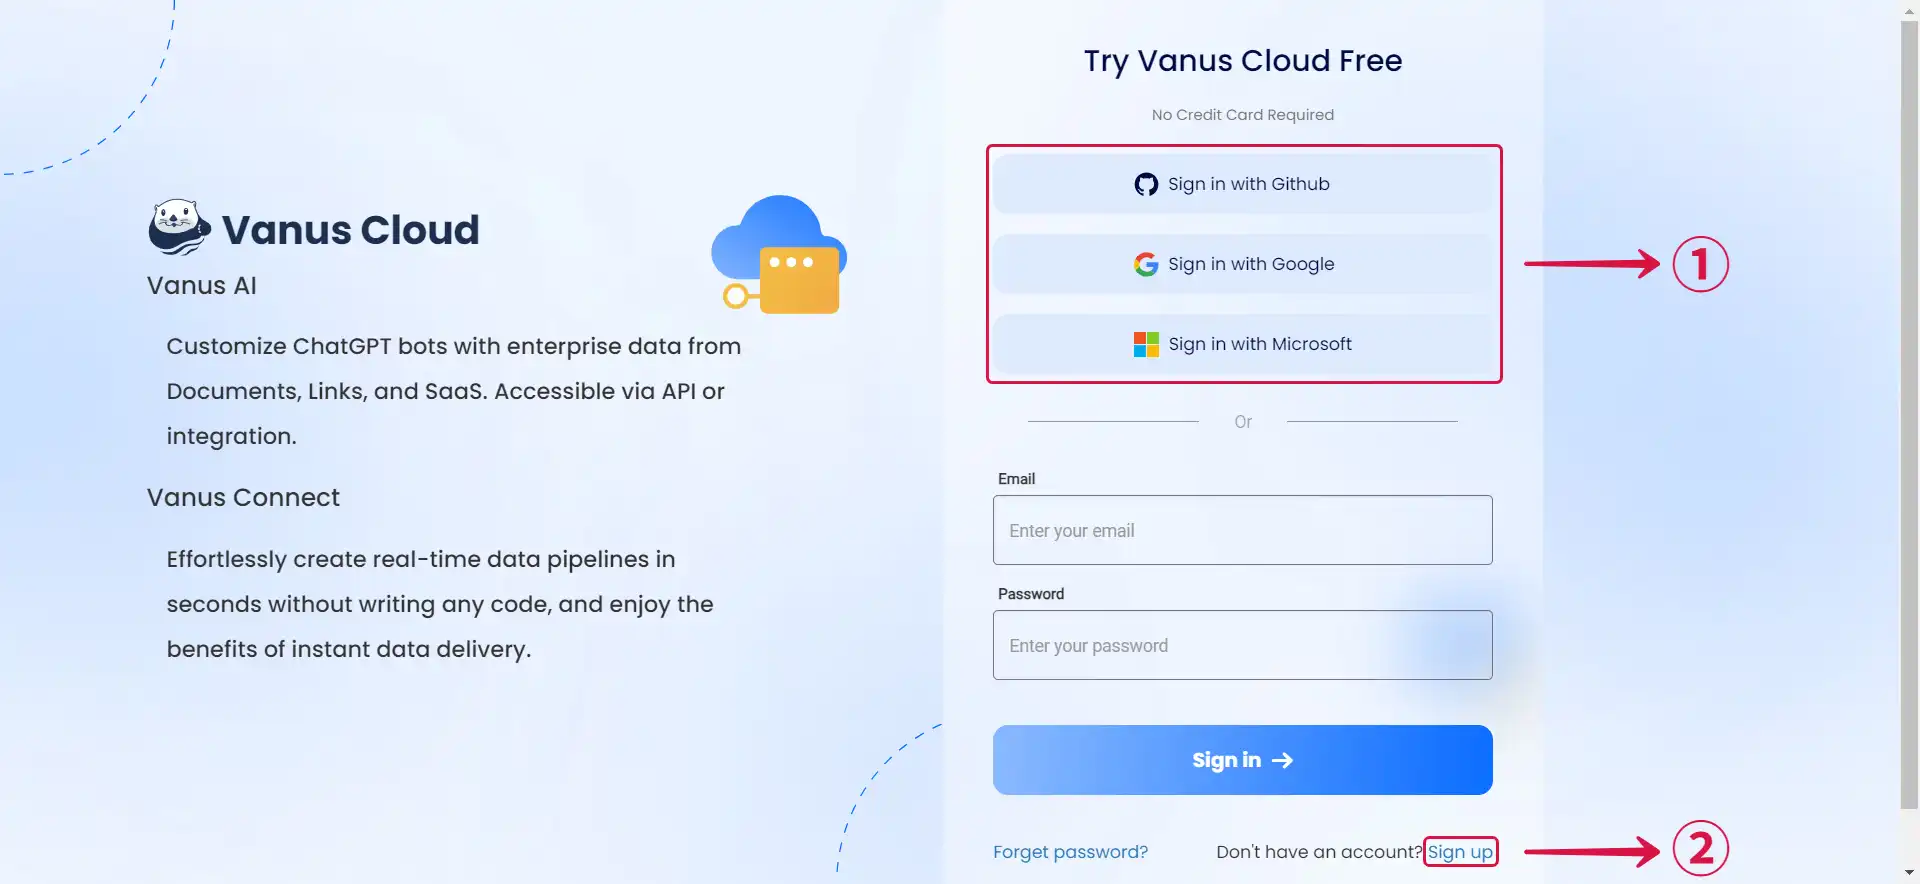 Vanus Cloud
Vanus AI
Customize ChatGPT bots with enterprise data from
Documents, Links, and SaaS. Accessible via API or
integration.
Vanus Connect
Effortlessly create real-time data pipelines in
seconds without writing any code, and enjoy the
benefits of instant data delivery.
Try Vanus Cloud Free
No Credit Card Required
Sign in with Github
Sign in with Google
Sign in with Microsoft
1
Or
Email
Enter your email
Password
Enter your password
Sign in →
Forget password?
Don't have an account? Sign up
2